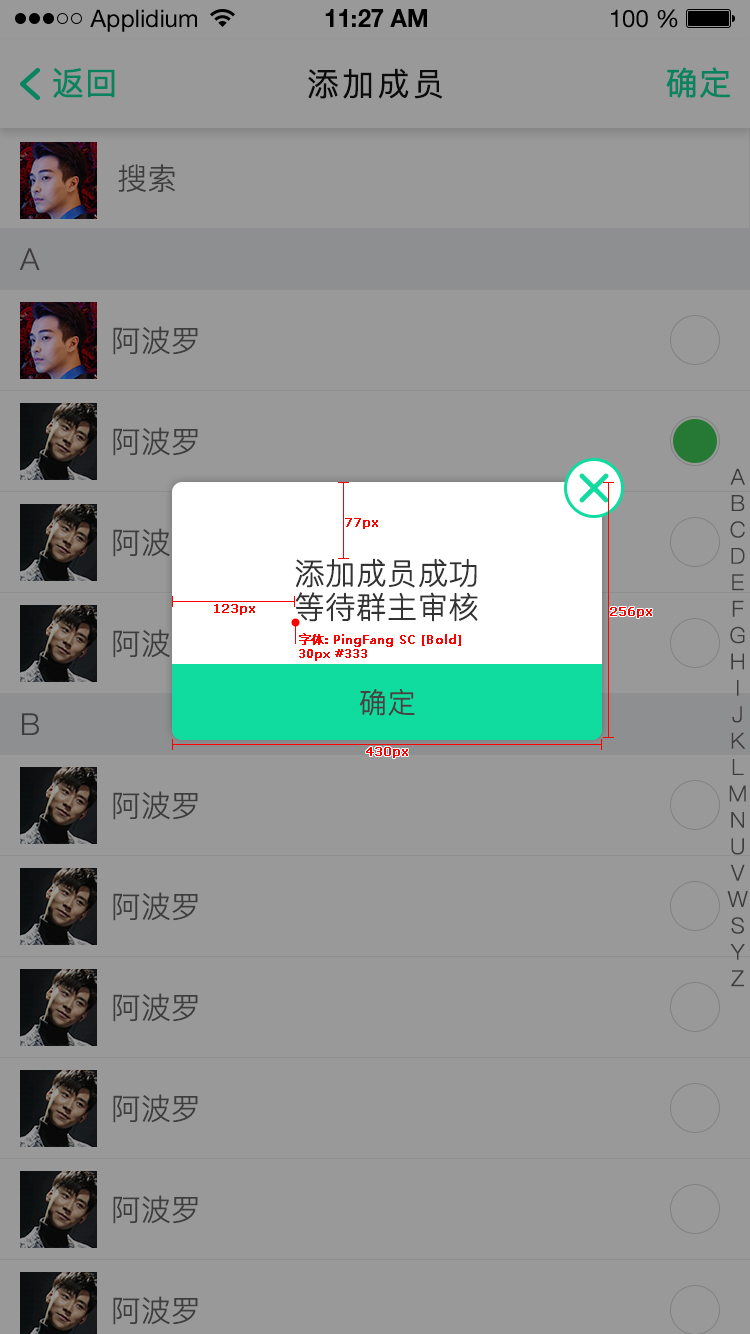 ●●●○○ Applidium 11:27 AM 100 %
返回 添加成员 确定
搜索
A
阿波罗
阿波罗
阿波
阿波
77px
添加成员成功
123px
等待群主审核
256px
字体: PingFang SC [Bold]
30px #333
确定
430px
B
阿波罗
阿波罗
阿波罗
阿波罗
阿波罗
阿波罗
A
B
C
D
E
F
G
H
I
J
K
L
M
N
U
V
W
S
Y
Z